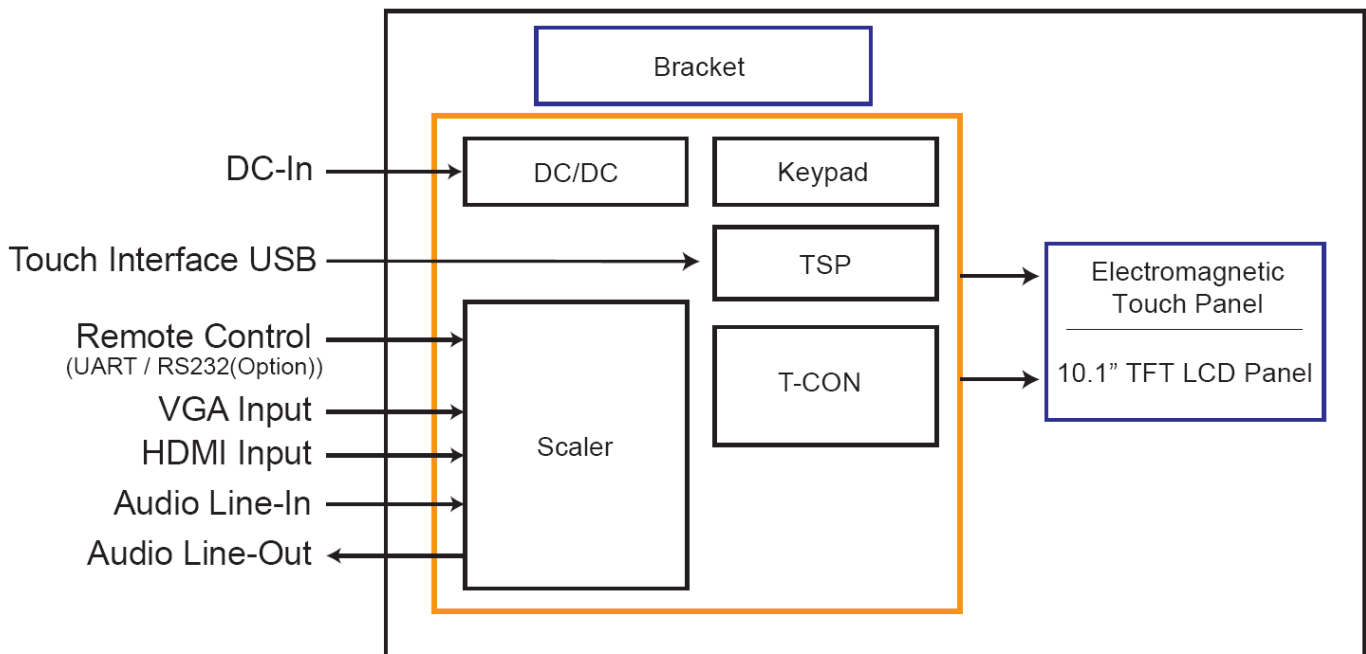 Bracket
DC-In
DC/DC
Keypad
Touch Interface USB
TSP
Electromagnetic
Touch Panel
Remote Control
(UART / RS232(Option))
T-CON
10.1” TFT LCD Panel
VGA Input
HDMI Input
Scaler
Audio Line-In
Audio Line-Out